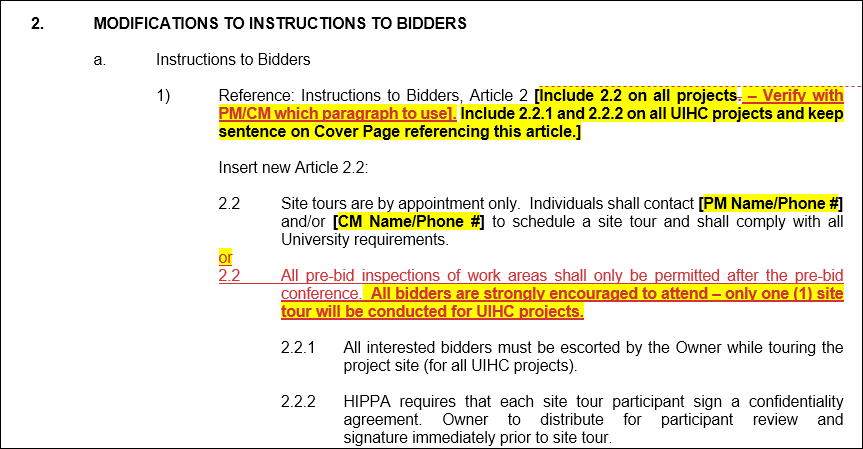 2. MODIFICATIONS TO INSTRUCTIONS TO BIDDERS
a. Instructions to Bidders
1) Reference: Instructions to Bidders, Article 2 [Include 2.2 on all projects. – Verify with
PM/CM which paragraph to use]. Include 2.2.1 and 2.2.2 on all UIHC projects and keep
sentence on Cover Page referencing this article.]
Insert new Article 2.2:
2.2 Site tours are by appointment only. Individuals shall contact [PM Name/Phone #]
and/or [CM Name/Phone #] to schedule a site tour and shall comply with all
University requirements.
or
2.2 All pre-bid inspections of work areas shall only be permitted after the pre-bid
conference. All bidders are strongly encouraged to attend – only one (1) site
tour will be conducted for UIHC projects.
2.2.1 All interested bidders must be escorted by the Owner while touring the
project site (for all UIHC projects).
2.2.2 HIPPA requires that each site tour participant sign a confidentiality
agreement. Owner to distribute for participant review and
signature immediately prior to site tour.